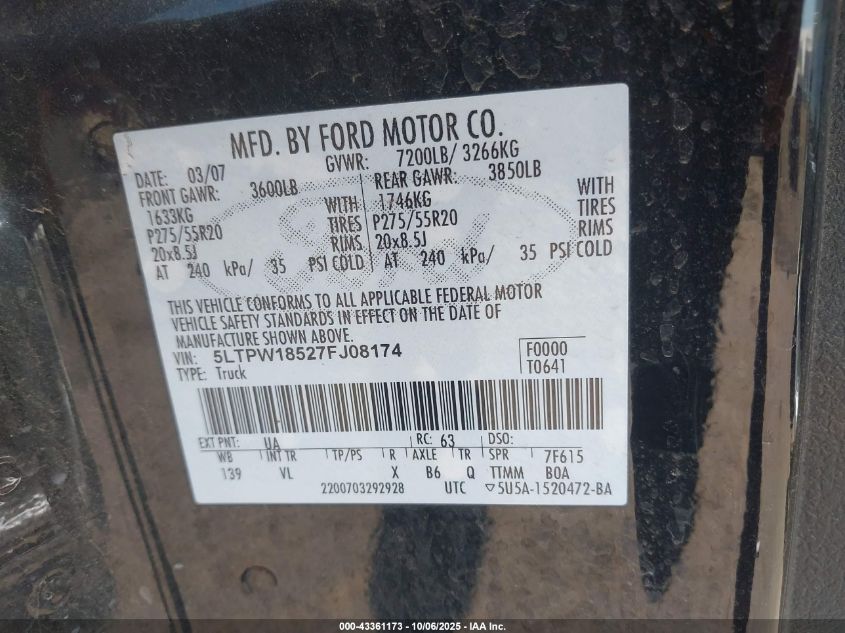 MFD. BY FORD MOTOR CO.
DATE: 03/07 GVWR: 7200LB/ 3266KG
FRONT GAWR: 3600LB REAR GAWR: 3850LB
1633KG WITH 1746KG WITH
P275/55R20 TIRES P275/55R20 TIRES
20x8.5J RIMS 20x8.5J RIMS
AT 240 kPa/ 35 PSI COLD AT 240 kPa/ 35 PSI COLD
THIS VEHICLE CONFORMS TO ALL APPLICABLE FEDERAL MOTOR
VEHICLE SAFETY STANDARDS IN EFFECT ON THE DATE OF
MANUFACTURE SHOWN ABOVE.
VIN: 5LTPW18527FJ08174 F0000
TYPE: Truck T0641
EXT PNT: UA RC: 63 DSO:
WB INT TR TP/PS R AXLE TR SPR 7F615
139 VL X B6 Q TTMM BOA
2200703292928 UTC ▽5U5A-1520472-BA
000-43361173 - 10/06/2025 - IAA Inc.